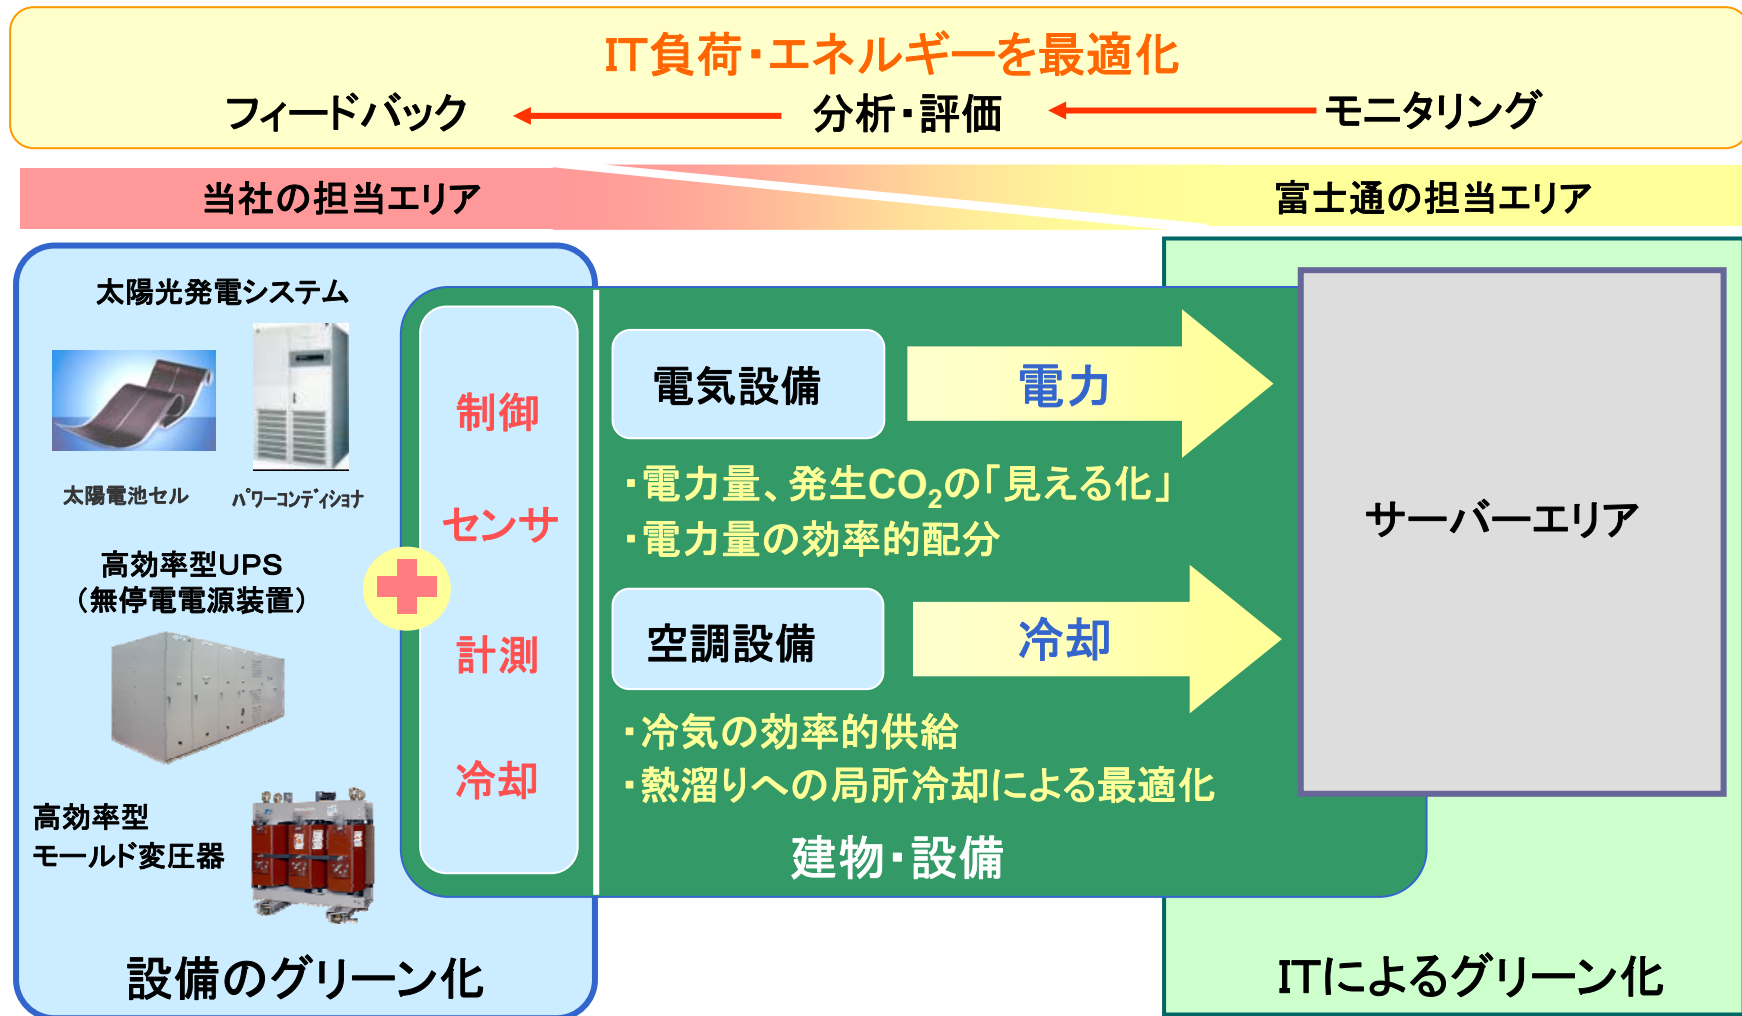 IT負荷・エネルギーを最適化
フィードバック
分析・評価
モニタリング
当社の担当エリア
富士通の担当エリア
太陽光発電システム
太陽電池セル
ﾊﾟﾜｰｺﾝﾃﾞｨｼｮﾅ
高効率型UPS
（無停電電源装置）
高効率型
モールド変圧器
設備のグリーン化
制御
センサ
計測
冷却
電気設備
電力
・電力量、発生CO₂の「見える化」
・電力量の効率的配分
空調設備
冷却
・冷気の効率的供給
・熱溜りへの局所冷却による最適化
建物・設備
サーバーエリア
ITによるグリーン化